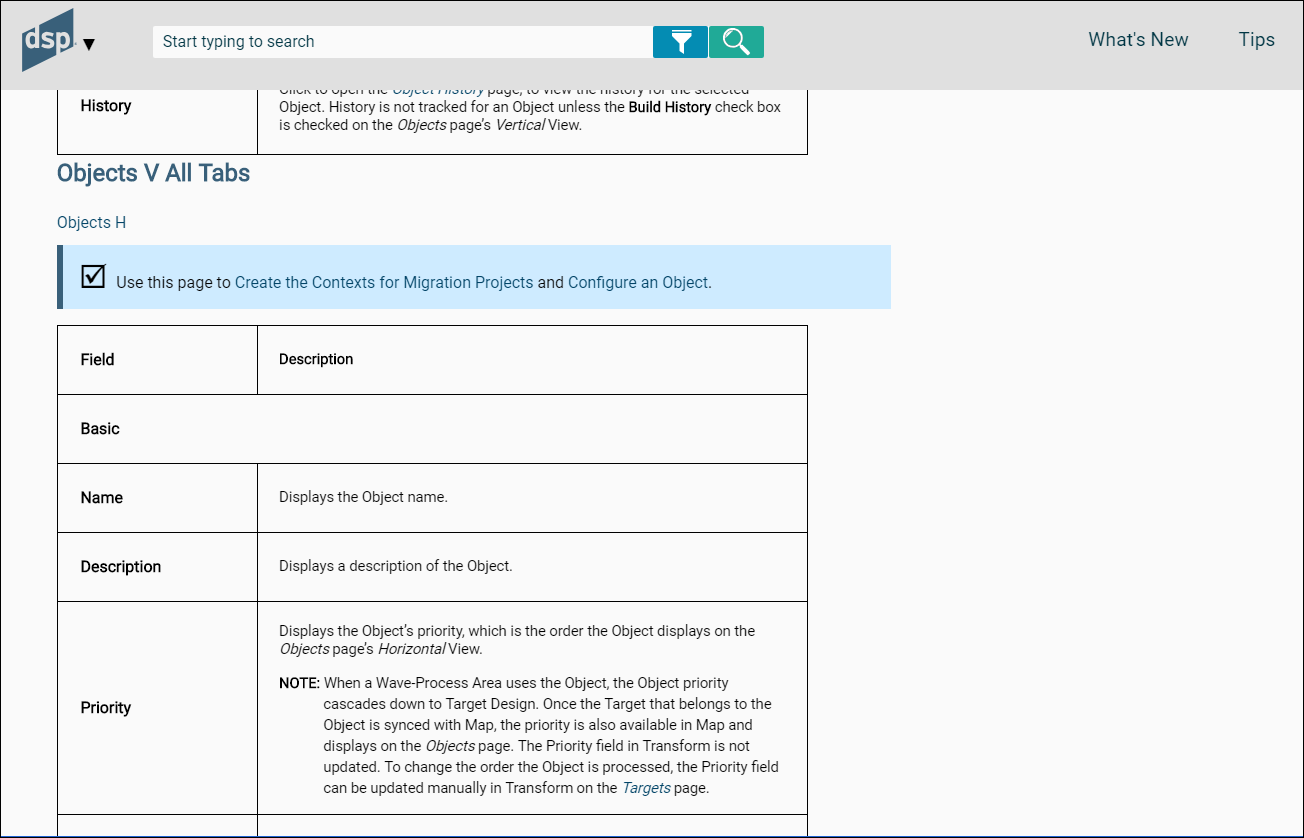 dsp
Start typing to search
What's New
Tips
Click to open the Object History page, to view the history for the selected
History
Object. History is not tracked for an Object unless the Build History check box
is checked on the Objects page’s Vertical View.
Objects V All Tabs
Objects H
Use this page to Create the Contexts for Migration Projects and Configure an Object.
Field
Description
Basic
Name
Displays the Object name.
Description
Displays a description of the Object.
Priority
Displays the Object’s priority, which is the order the Object displays on the
Objects page’s Horizontal View.
NOTE: When a Wave-Process Area uses the Object, the Object priority
cascades down to Target Design. Once the Target that belongs to the
Object is synced with Map, the priority is also available in Map and
displays on the Objects page. The Priority field in Transform is not
updated. To change the order the Object is processed, the Priority field
can be updated manually in Transform on the Targets page.